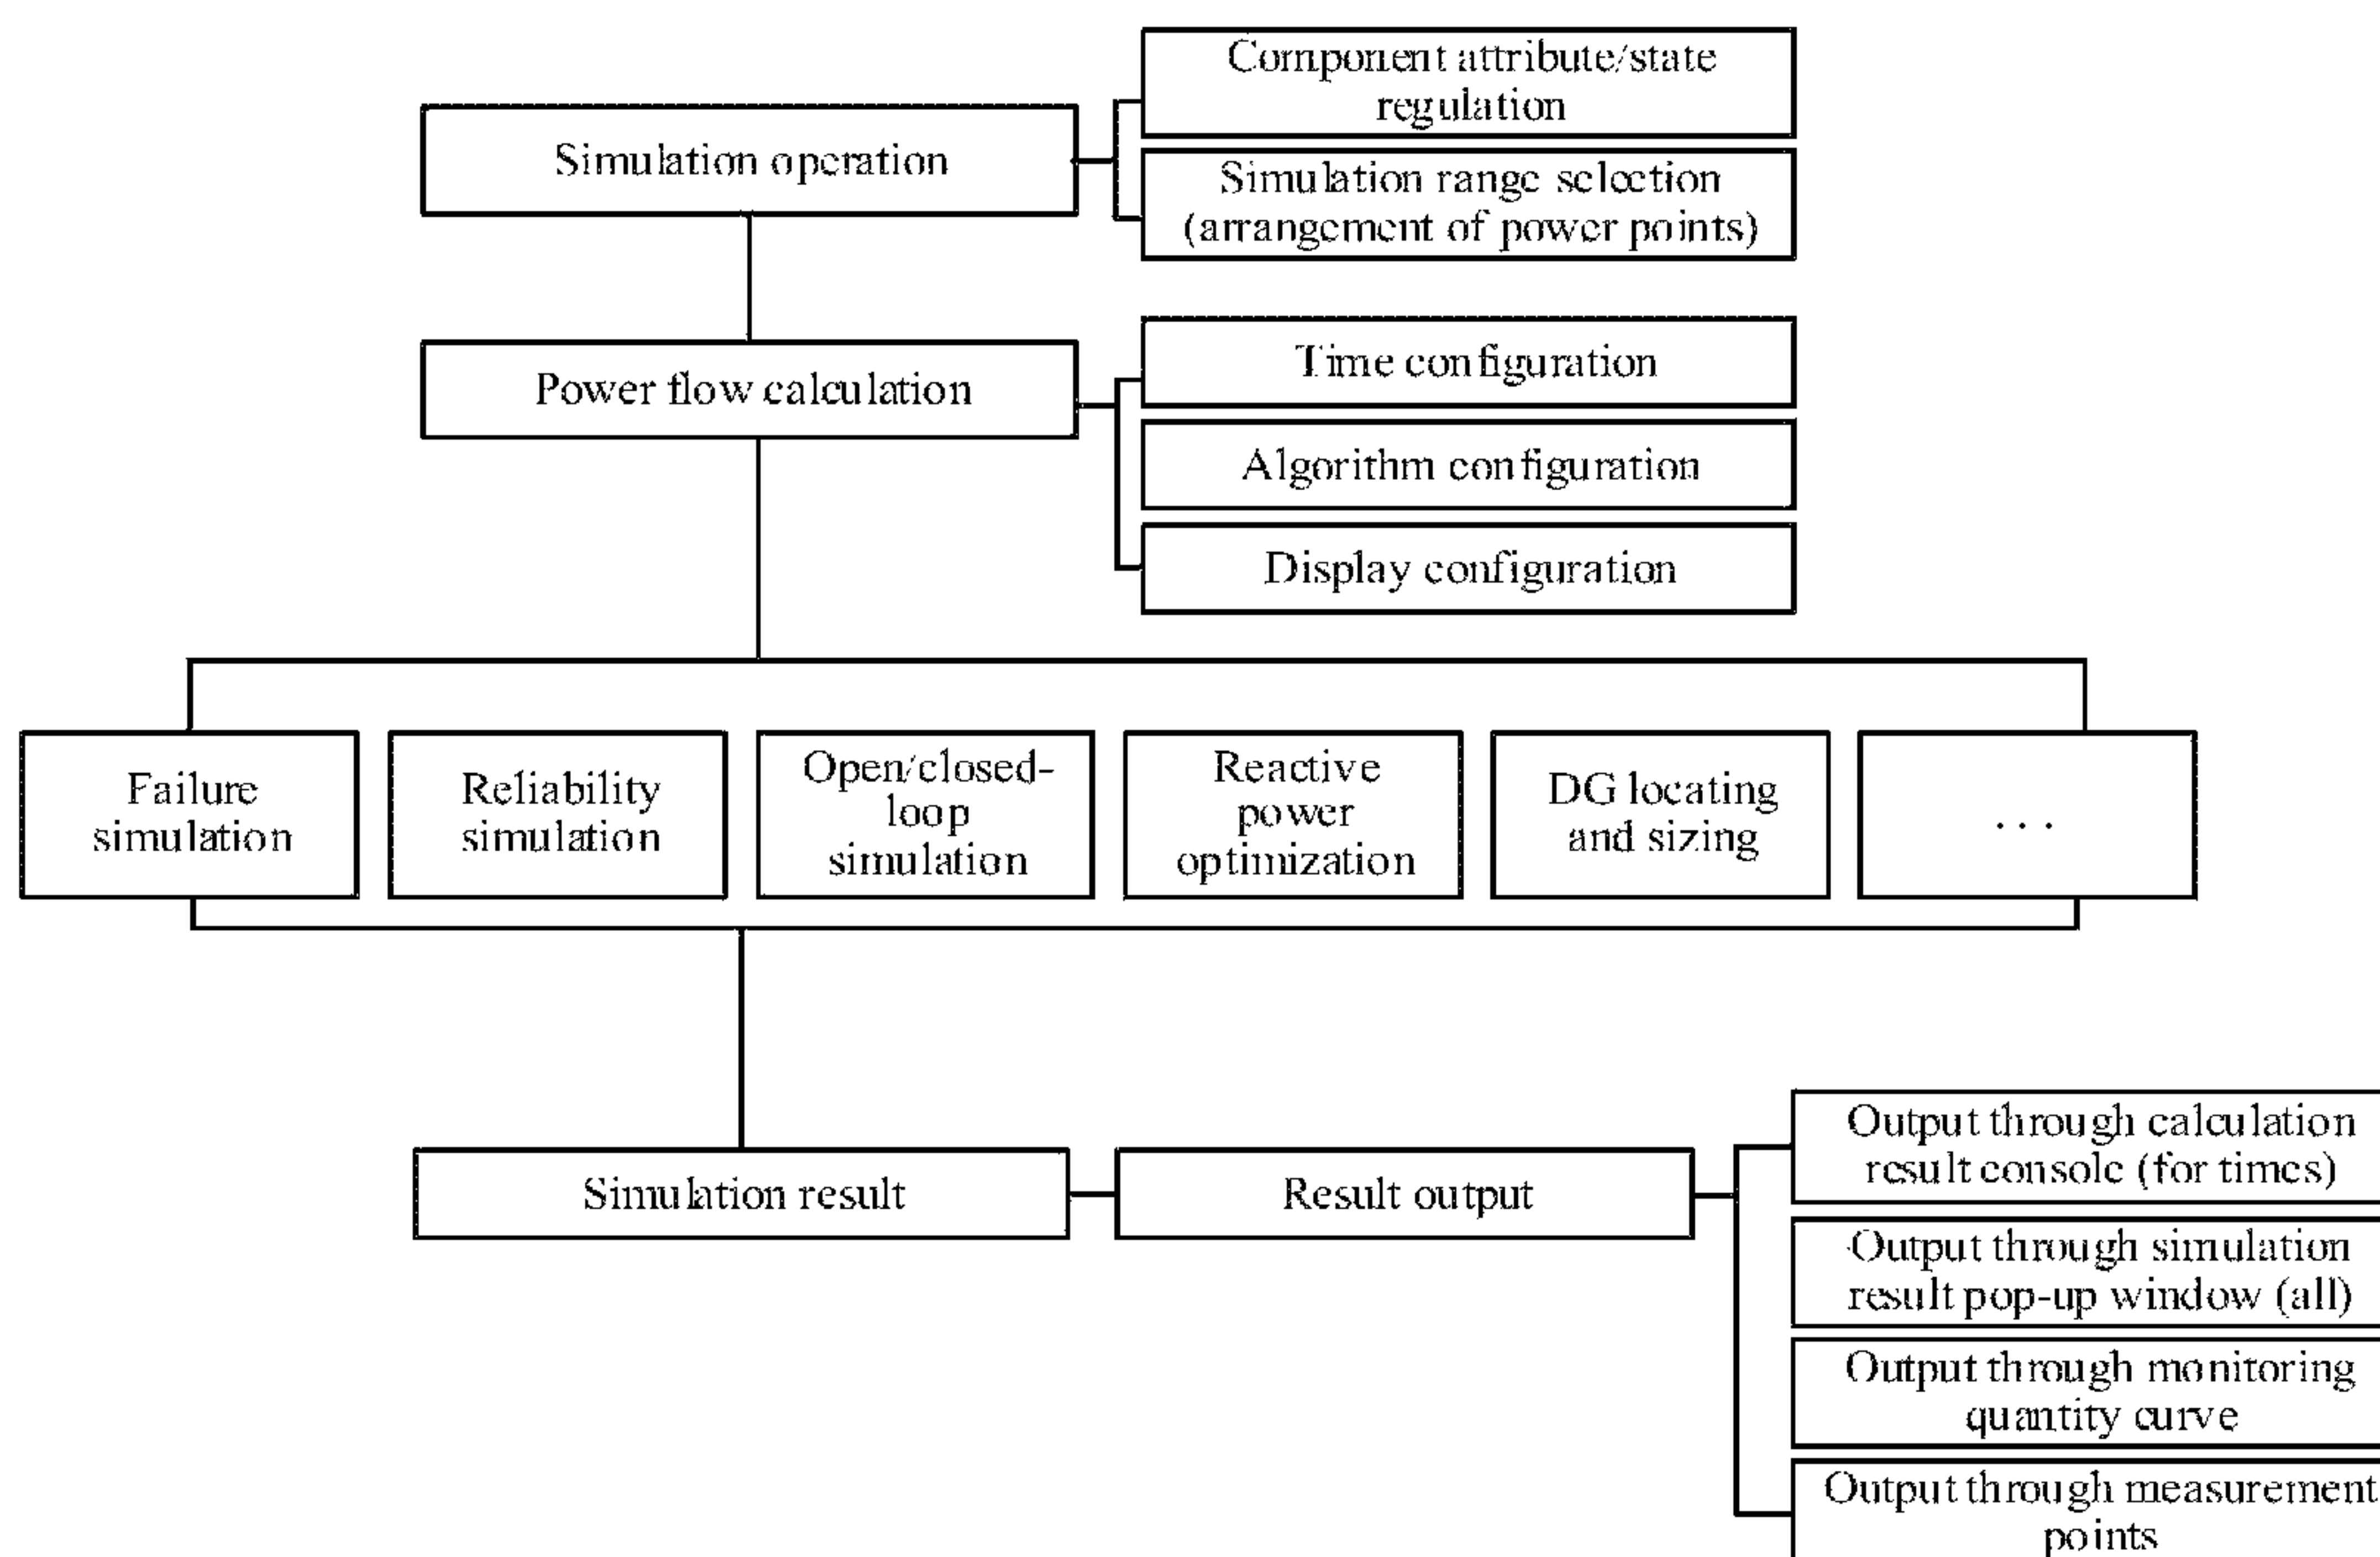 Component attribute/state
regulation
Simulation operation
Simulation range selection
(arrangement of power points)
Time configuration
Power flow calculation
Algorithm configuration
Display configuration
Failure
simulation
Reliability
simulation
Open/closed-
loop
simulation
Reactive
power
optimization
DG locating
and sizing
...
Simulation result
Result output
Output through calculation
result console (for times)
Output through simulation
result pop-up window (all)
Output through monitoring
quantity curve
Output through measurement
points